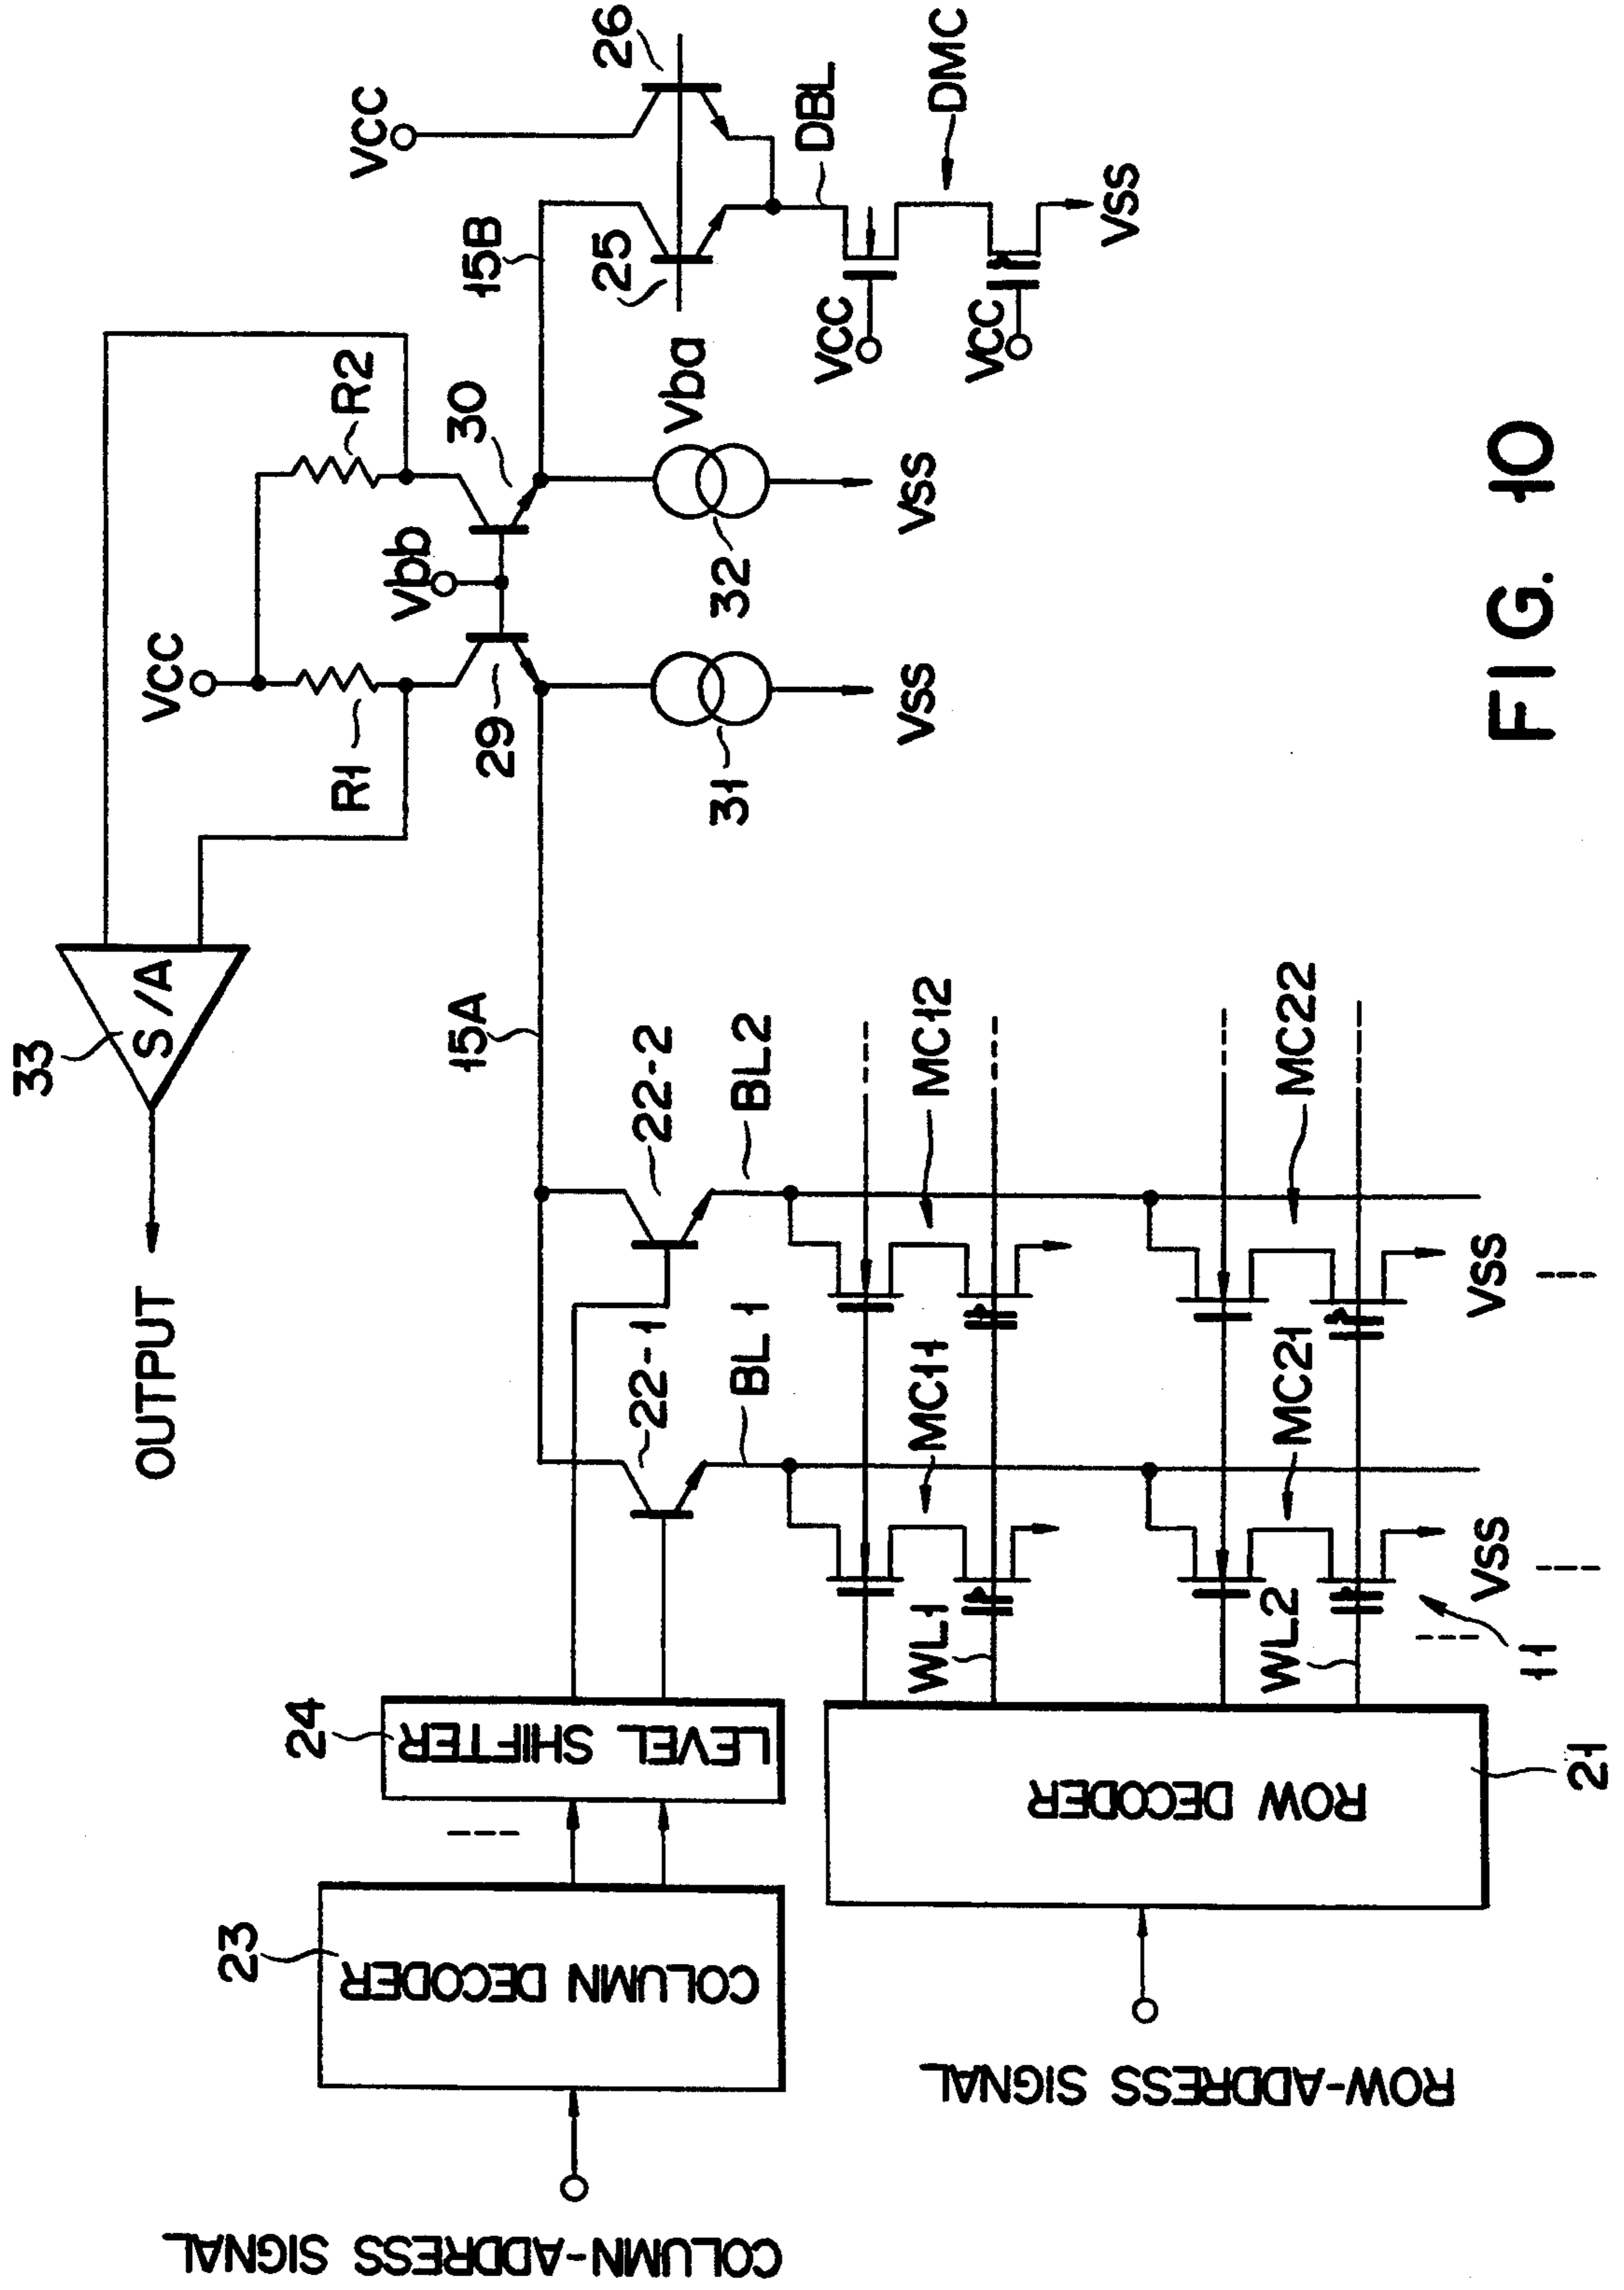 33
S/A
OUTPUT
VCC
R1
R2
Vbb
29
30
31
32
VSS
VSS
15A
15B
VCC
25
26
Vba
DBL
VCC
VCC
DMC
VSS
COLUMN-ADDRESS SIGNAL
COLUMN DECODER
23
LEVEL SHIFTER
24
22-1
22-2
BL1
BL2
ROW-ADDRESS SIGNAL
ROW DECODER
21
WL1
WL2
MC11
MC12
MC21
MC22
VSS
VSS
11
FIG. 10